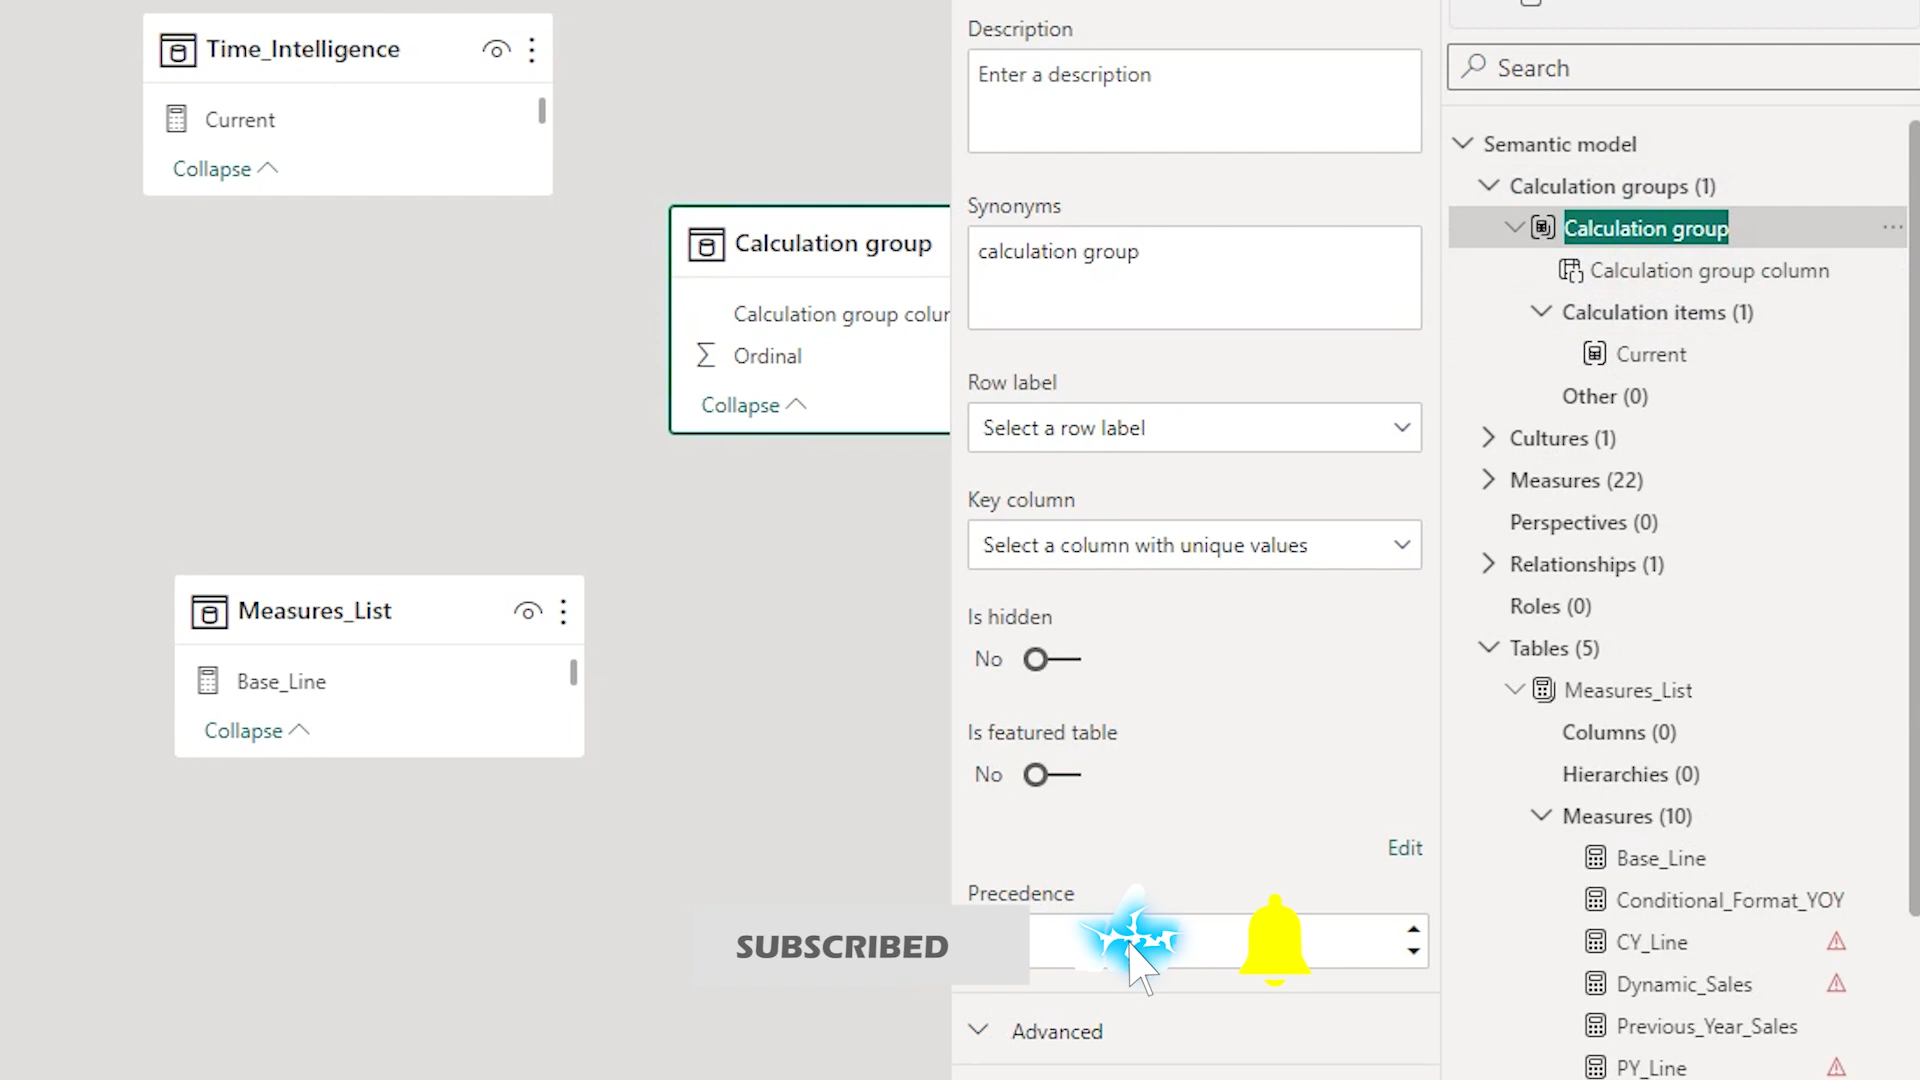 Time_Intelligence
Current
Collapse
Calculation group
Calculation group colu
Ordinal
Collapse
Measures_List
Base_Line
Collapse
Description
Enter a description
Synonyms
calculation group
Row label
Select a row label
Key column
Select a column with unique values
Is hidden
No
Is featured table
No
Edit
Precedence
SUBSCRIBED
Advanced
Search
Semantic model
Calculation groups (1)
Calculation group
Calculation group column
Calculation items (1)
Current
Other (0)
Cultures (1)
Measures (22)
Perspectives (0)
Relationships (1)
Roles (0)
Tables (5)
Measures_List
Columns (0)
Hierarchies (0)
Measures (10)
Base_Line
Conditional_Format_YOY
CY_Line
Dynamic_Sales
Previous_Year_Sales
PY_Line